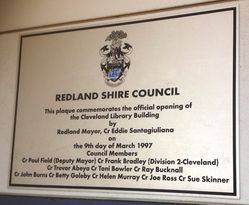 REDLAND SHIRE COUNCIL
This plaque commemorates the official opening of
the Cleveland Library Building
by
Redland Mayor, Cr Eddie Santagiuliana
on
the 9th day of March 1997
Council Members
Cr Paul Field (Deputy Mayor) Cr Frank Bradley (Division 2-Cleveland)
Cr Trevor Abeya Cr Toni Bowler Cr Ray Bucknall
Cr John Burns Cr Betty Goleby Cr Helen Murray Cr Joe Ross Cr Sue Skinner